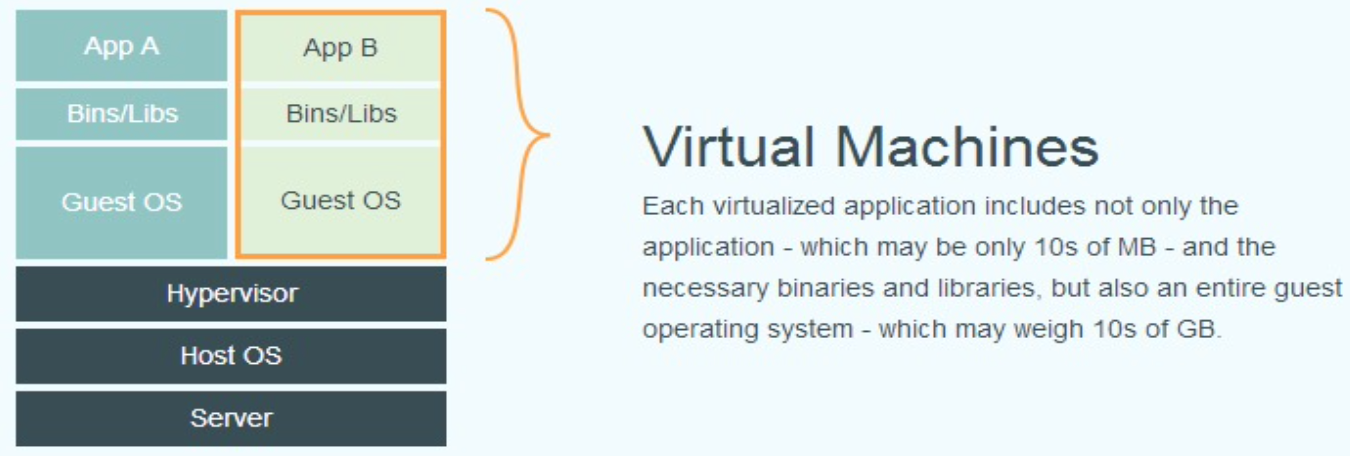 App A
App B
Bins/Libs
Bins/Libs
Guest OS
Guest OS
Hypervisor
Host OS
Server
Virtual Machines
Each virtualized application includes not only the
application - which may be only 10s of MB - and the
necessary binaries and libraries, but also an entire guest
operating system - which may weigh 10s of GB.